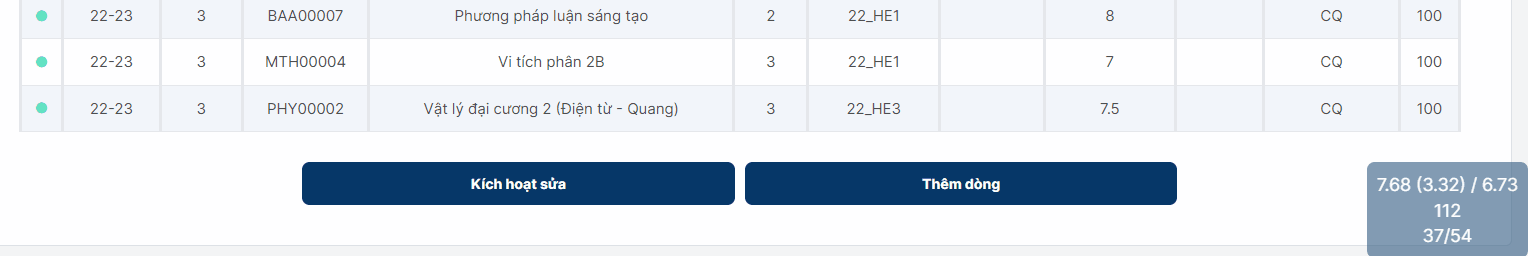 22-23 3 BAA00007 Phương pháp luận sáng tạo 2 22_HE1 8 CQ 100
22-23 3 MTH00004 Vi tích phân 2B 3 22_HE1 7 CQ 100
22-23 3 PHY00002 Vật lý đại cương 2 (Điện từ - Quang) 3 22_HE3 7.5 CQ 100
Kích hoạt sửa Thêm dòng
7.68 (3.32) / 6.73
112
37/54